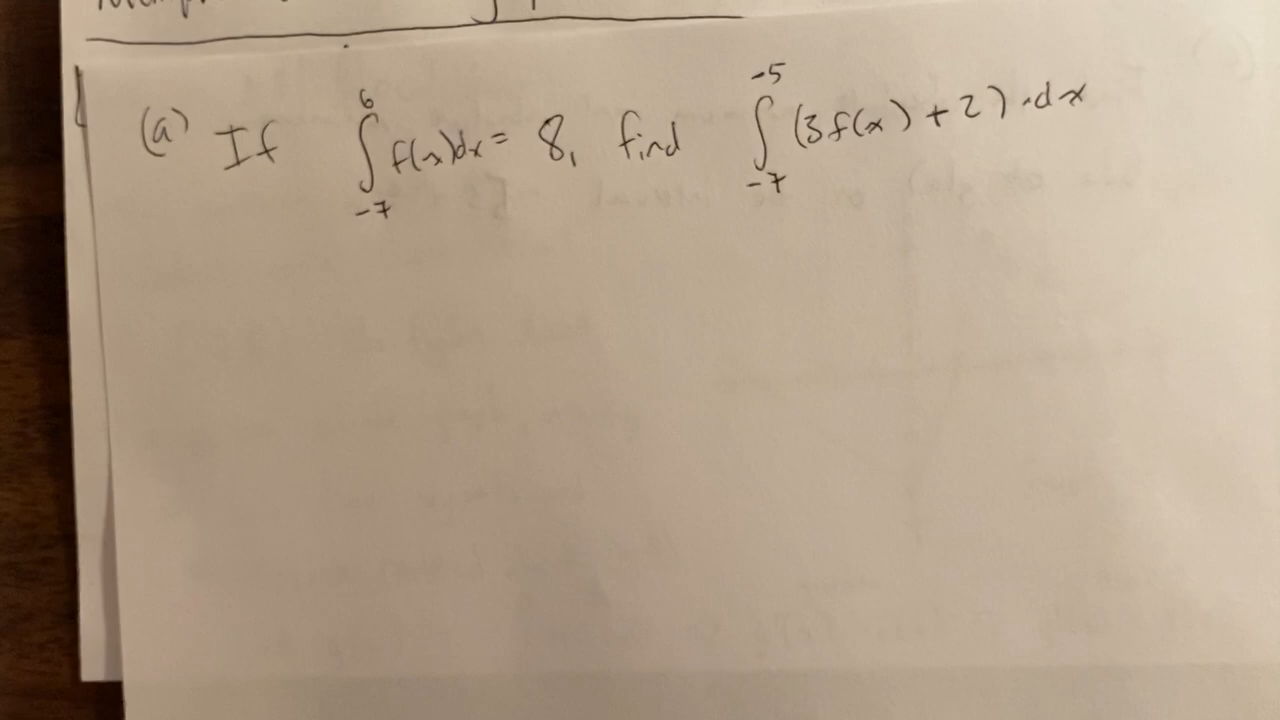 (a) If ∫_{-7}^{6} f(x)dx = 8, find ∫_{-7}^{-5} (3f(x) + 2) · dx